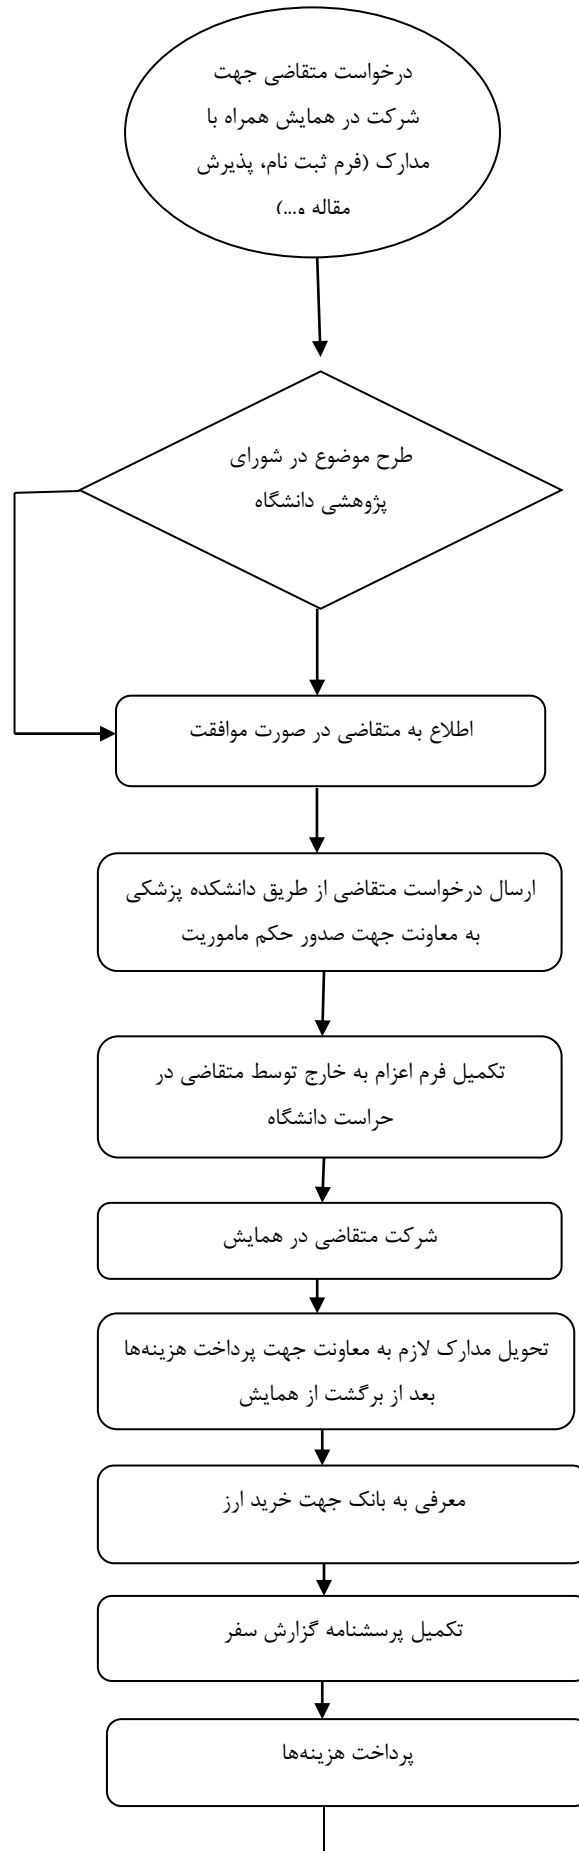 درخواست متقاضی جهت
شرکت در همایش همراه با
مدارک (فرم ثبت نام، پذیرش
مقاله و...)
طرح موضوع در شورای
پژوهشی دانشگاه
اطلاع به متقاضی در صورت موافقت
ارسال درخواست متقاضی از طریق دانشکده پزشکی
به معاونت جهت صدور حکم ماموریت
تکمیل فرم اعزام به خارج توسط متقاضی در
حراست دانشگاه
شرکت متقاضی در همایش
تحویل مدارک لازم به معاونت جهت پرداخت هزینه‌ها
بعد از برگشت از همایش
معرفی به بانک جهت خرید ارز
تکمیل پرسشنامه گزارش سفر
پرداخت هزینه‌ها